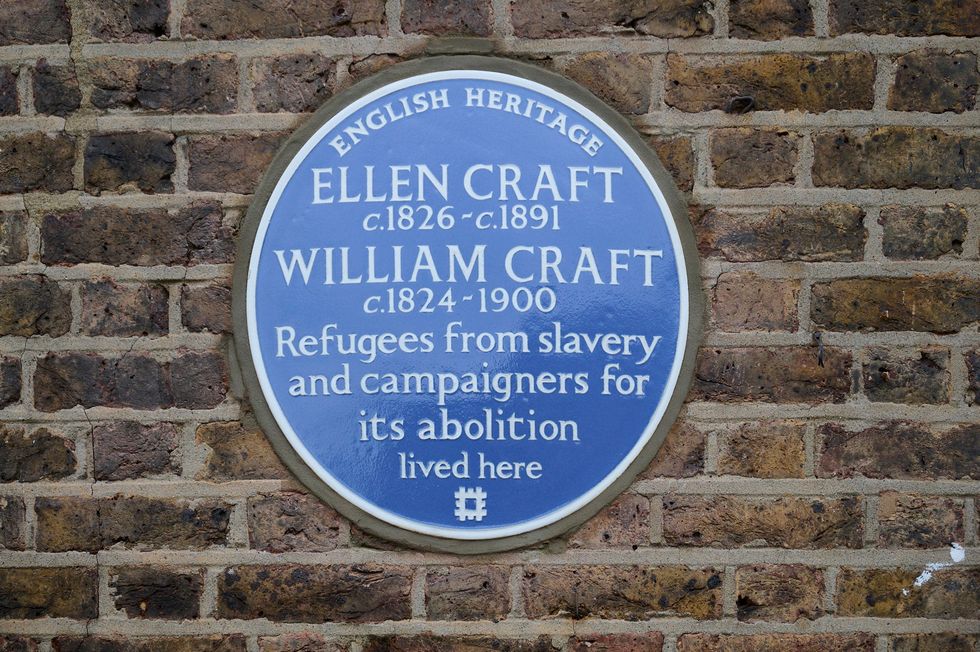 ENGLISH HERITAGE
ELLEN CRAFT
c.1826-c.1891
WILLIAM CRAFT
c.1824-1900
Refugees from slavery
and campaigners for
its abolition
lived here